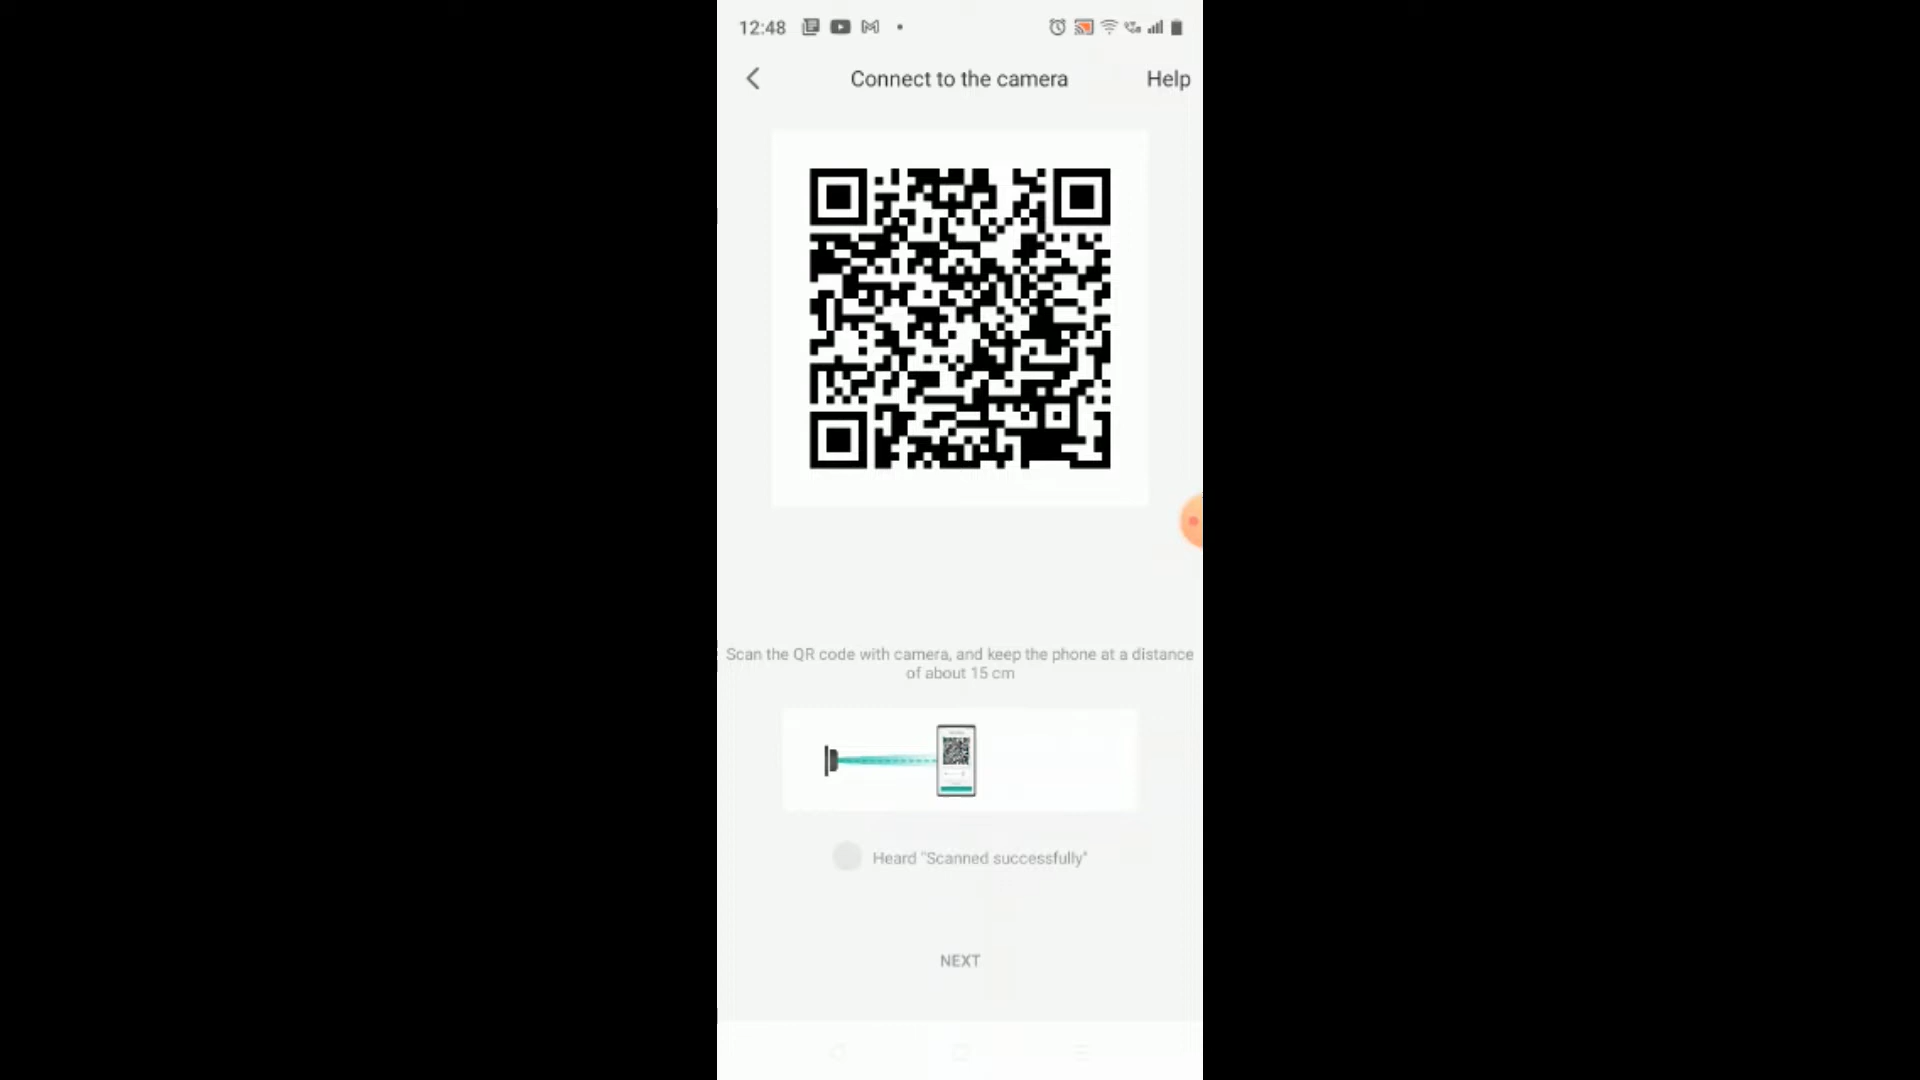 12:48
Connect to the camera
Help
Scan the QR code with camera, and keep the phone at a distance
of about 15 cm
Heard "Scanned successfully"
NEXT